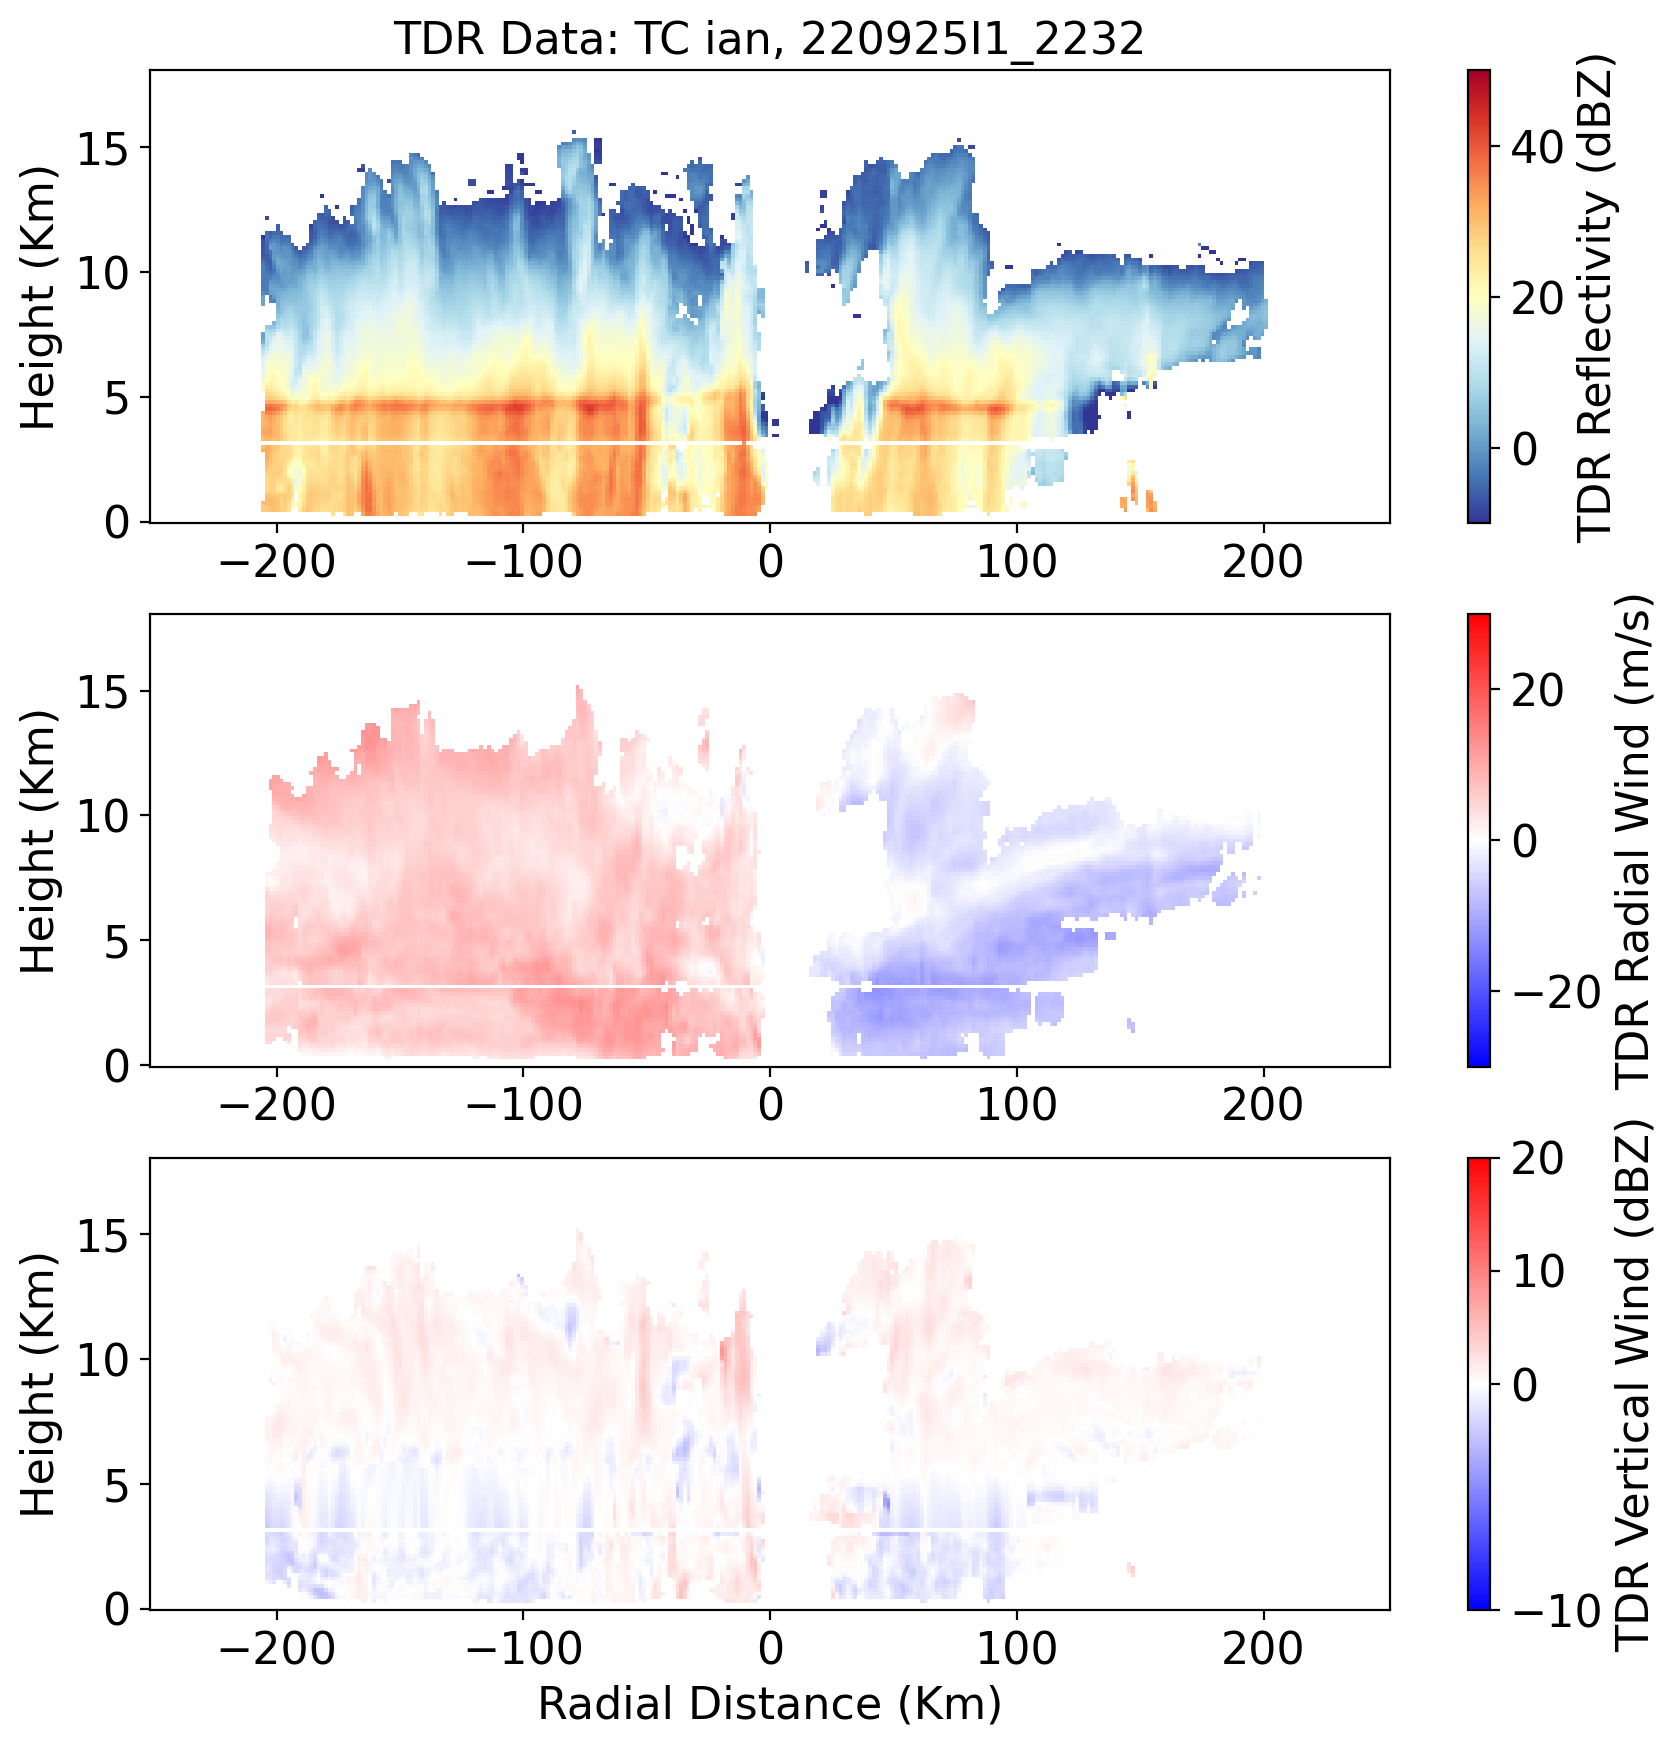 TDR Data: TC ian, 220925I1_2232
15
10
5
0
Height (Km)
−200 −100 0 100 200
40
20
0
TDR Reflectivity (dBZ)
15
10
5
0
Height (Km)
−200 −100 0 100 200
20
0
−20
TDR Radial Wind (m/s)
15
10
5
0
Height (Km)
−200 −100 0 100 200
Radial Distance (Km)
20
10
0
−10
TDR Vertical Wind (dBZ)